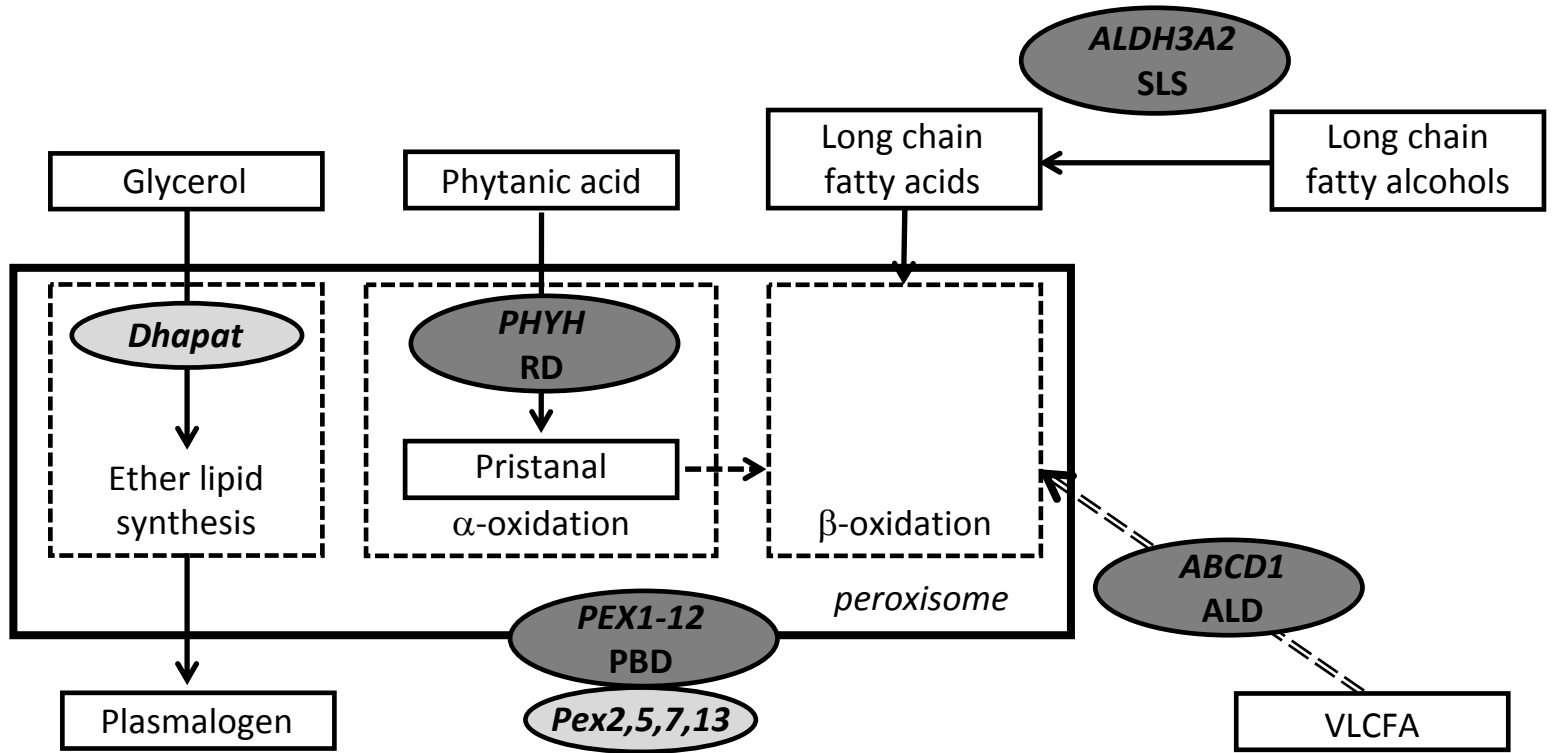 ALDH3A2
SLS
Long chain
fatty acids
Long chain
fatty alcohols
Glycerol
Phytanic acid
Dhapat
PHYH
RD
Ether lipid
synthesis
Pristanal
α-oxidation
β-oxidation
peroxisome
ABCD1
ALD
PEX1-12
PBD
Plasmalogen
Pex2,5,7,13
VLCFA